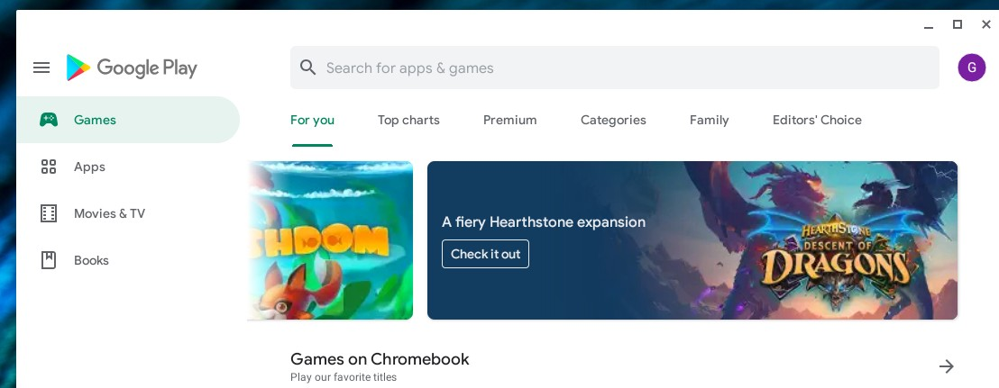 Google Play
Search for apps & games
G
Games
Apps
Movies & TV
Books
For you
Top charts
Premium
Categories
Family
Editors' Choice
SHDOM
A fiery Hearthstone expansion
Check it out
HEARTHSTONE
DESCENT OF
DRAGONS
Games on Chromebook
Play our favorite titles